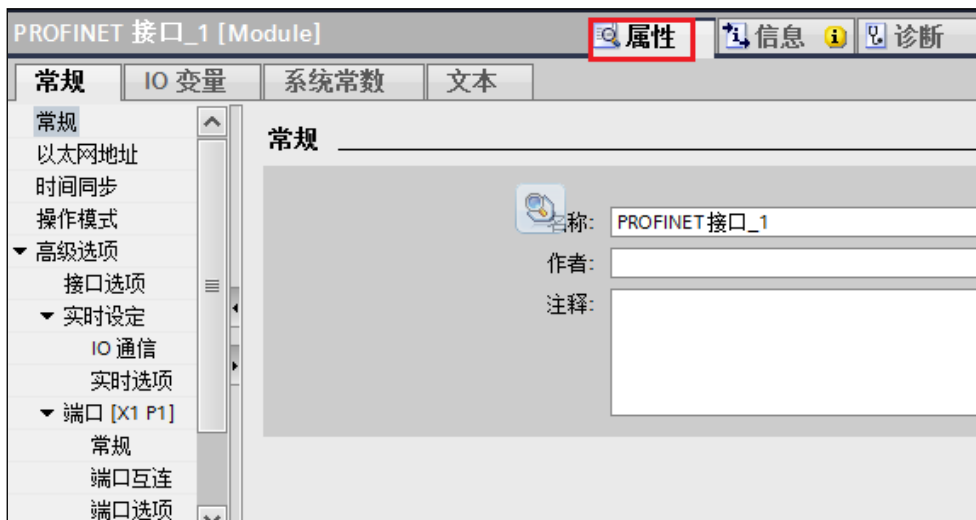 PROFINET 接口_1 [Module]
属性 信息 诊断
常规 IO 变量 系统常数 文本
常规
以太网地址
时间同步
操作模式
高级选项
接口选项
实时设定
IO 通信
实时选项
端口 [X1 P1]
常规
端口互连
端口选项
常规
名称: PROFINET接口_1
作者:
注释: